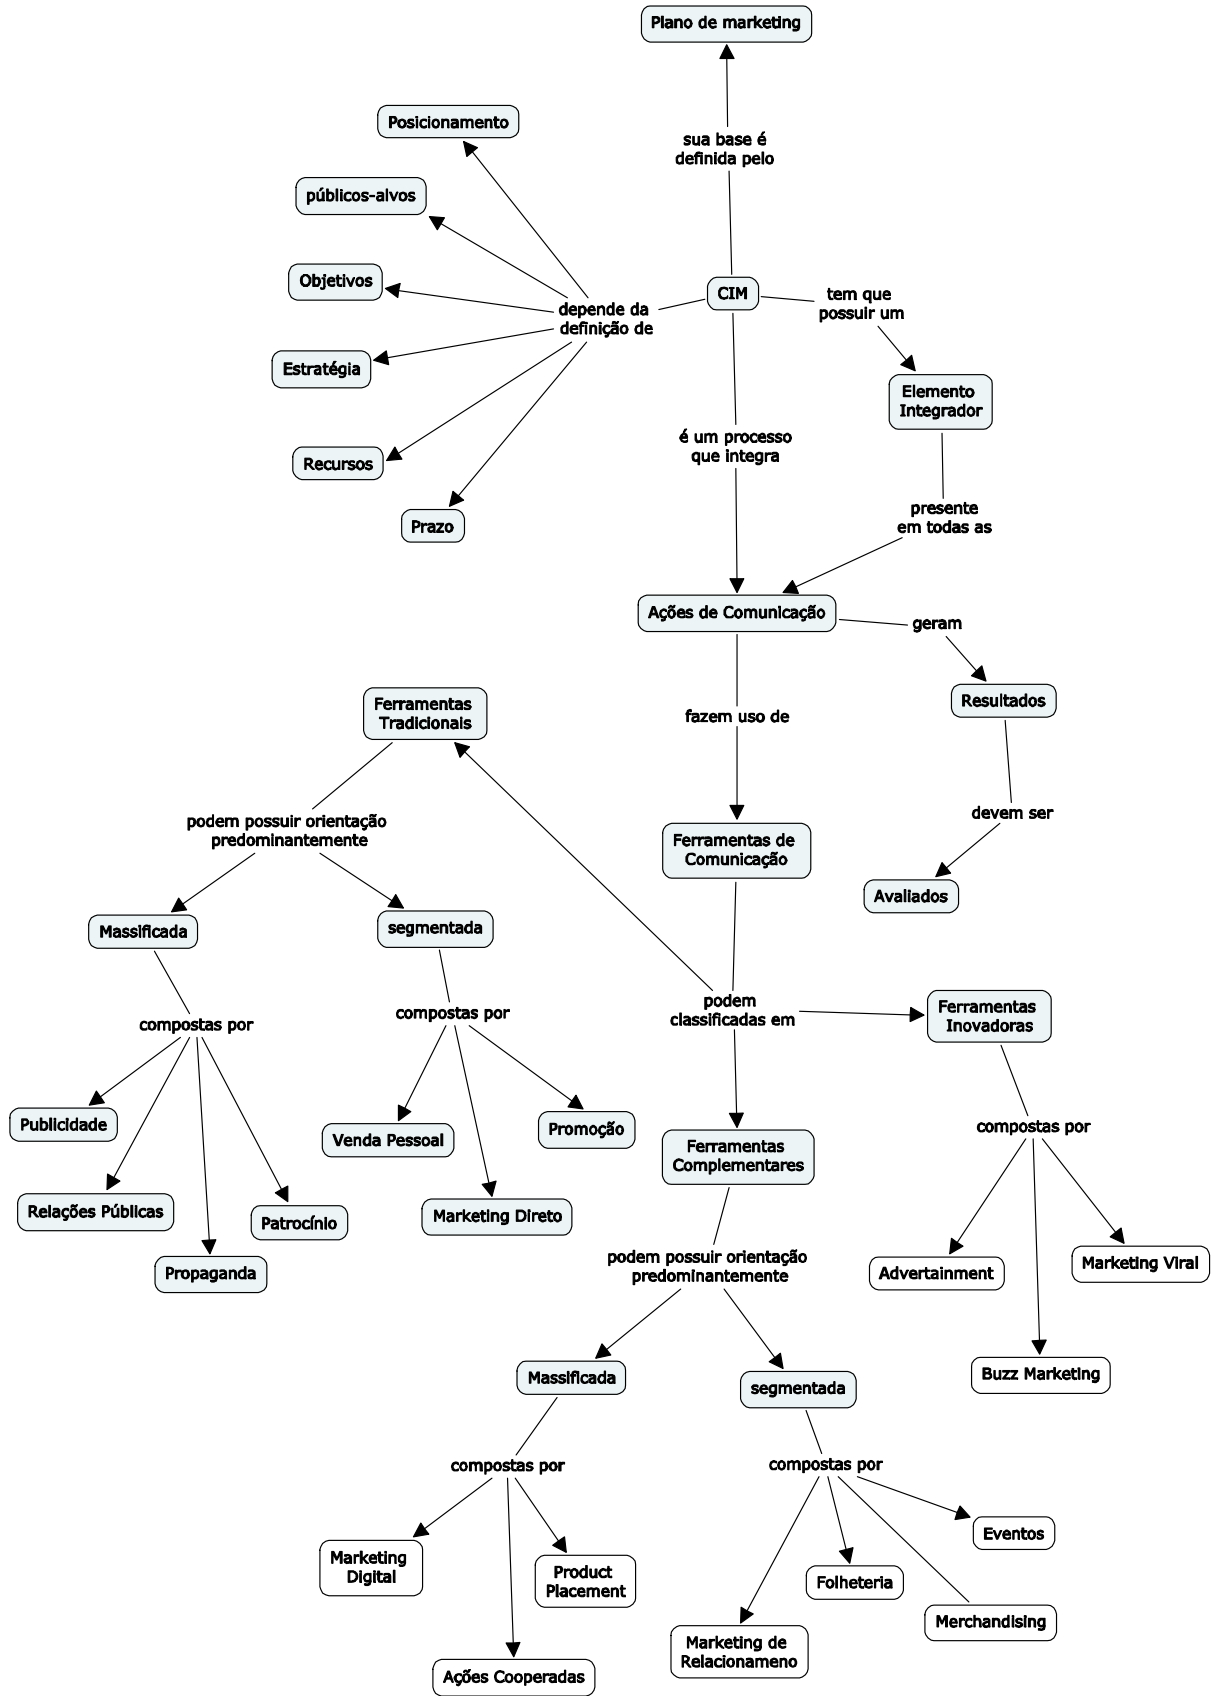 Plano de marketing
sua base é
definida pelo
Posicionamento
públicos-alvos
Objetivos
Estratégia
Recursos
Prazo
depende da
definição de
CIM
tem que
possuir um
Elemento
Integrador
é um processo
que integra
presente
em todas as
Ações de Comunicação
geram
Resultados
devem ser
Avaliados
fazem uso de
Ferramentas de
Comunicação
podem
classificadas em
Ferramentas
Tradicionais
podem possuir orientação
predominantemente
Massificada
compostas por
Publicidade
Relações Públicas
Propaganda
Patrocínio
segmentada
compostas por
Venda Pessoal
Marketing Direto
Promoção
Ferramentas
Inovadoras
compostas por
Advertainment
Buzz Marketing
Marketing Viral
Ferramentas
Complementares
podem possuir orientação
predominantemente
Massificada
compostas por
Marketing
Digital
Ações Cooperadas
Product
Placement
segmentada
compostas por
Marketing de
Relacionameno
Folheteria
Merchandising
Eventos